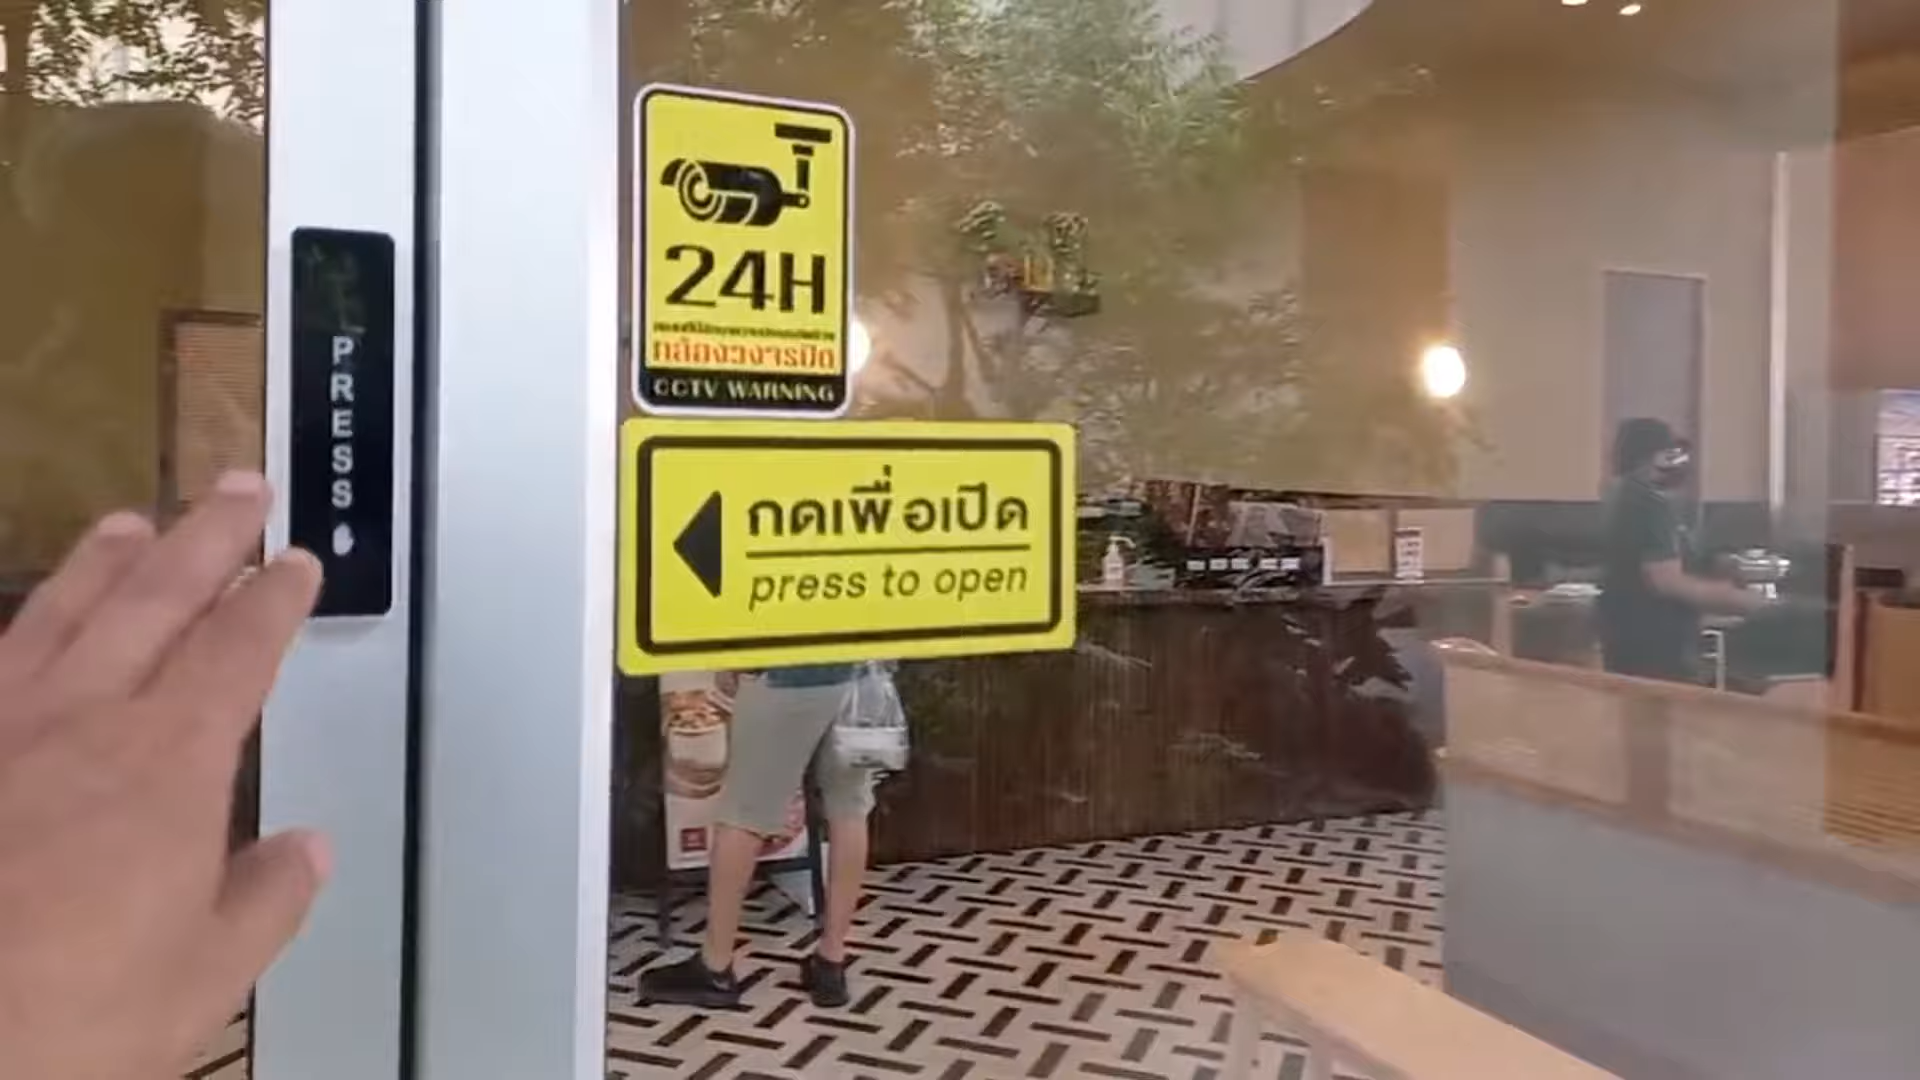 PRESS
24H
กล้องวงจรปิด
CCTV WARNING
กดเพื่อเปิด
press to open